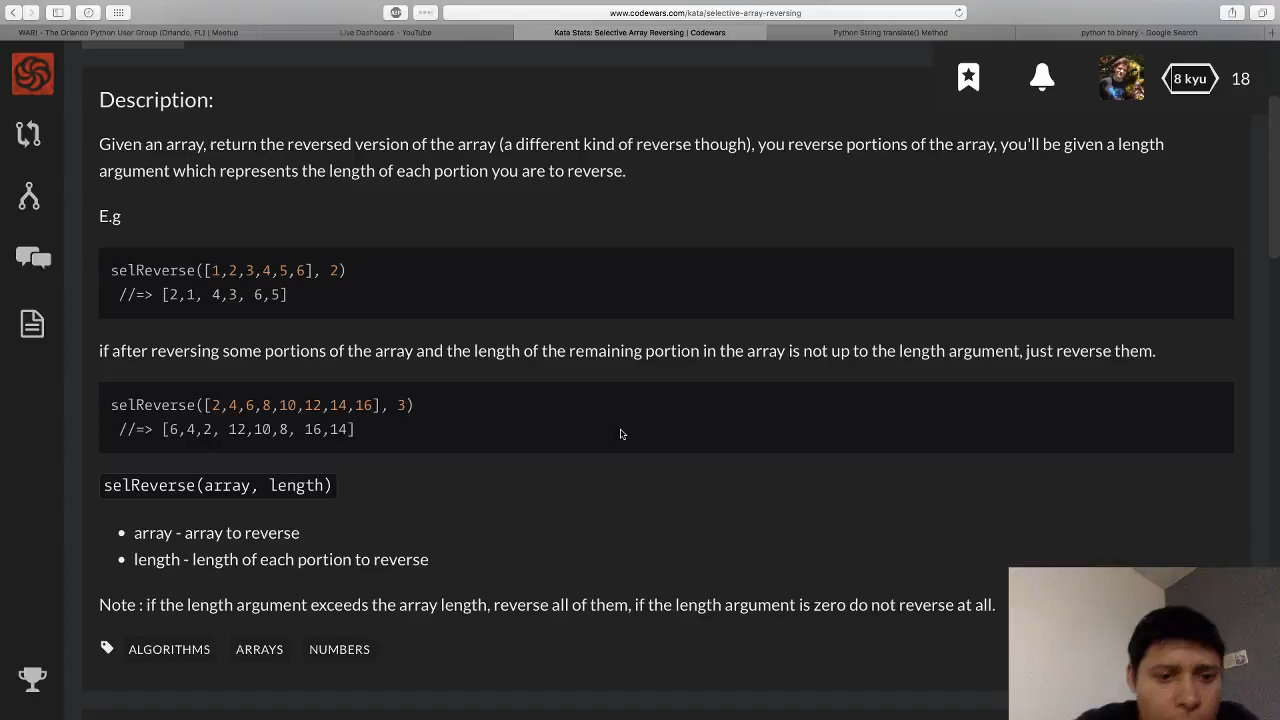 www.codewars.com/kata/selective-array-reversing
WAR! - The Orlando Python User Group (Orlando, FL) | Meetup
Live Dashboard - YouTube
Kata Stats: Selective Array Reversing | Codewars
Python String translate() Method
python to binary - Google Search
8 kyu
18
Description:
Given an array, return the reversed version of the array (a different kind of reverse though), you reverse portions of the array, you'll be given a length
argument which represents the length of each portion you are to reverse.
E.g
selReverse([1,2,3,4,5,6], 2)
//=> [2,1, 4,3, 6,5]
if after reversing some portions of the array and the length of the remaining portion in the array is not up to the length argument, just reverse them.
selReverse([2,4,6,8,10,12,14,16], 3)
//=> [6,4,2, 12,10,8, 16,14]
selReverse(array, length)
• array - array to reverse
• length - length of each portion to reverse
Note : if the length argument exceeds the array length, reverse all of them, if the length argument is zero do not reverse at all.
ALGORITHMS
ARRAYS
NUMBERS